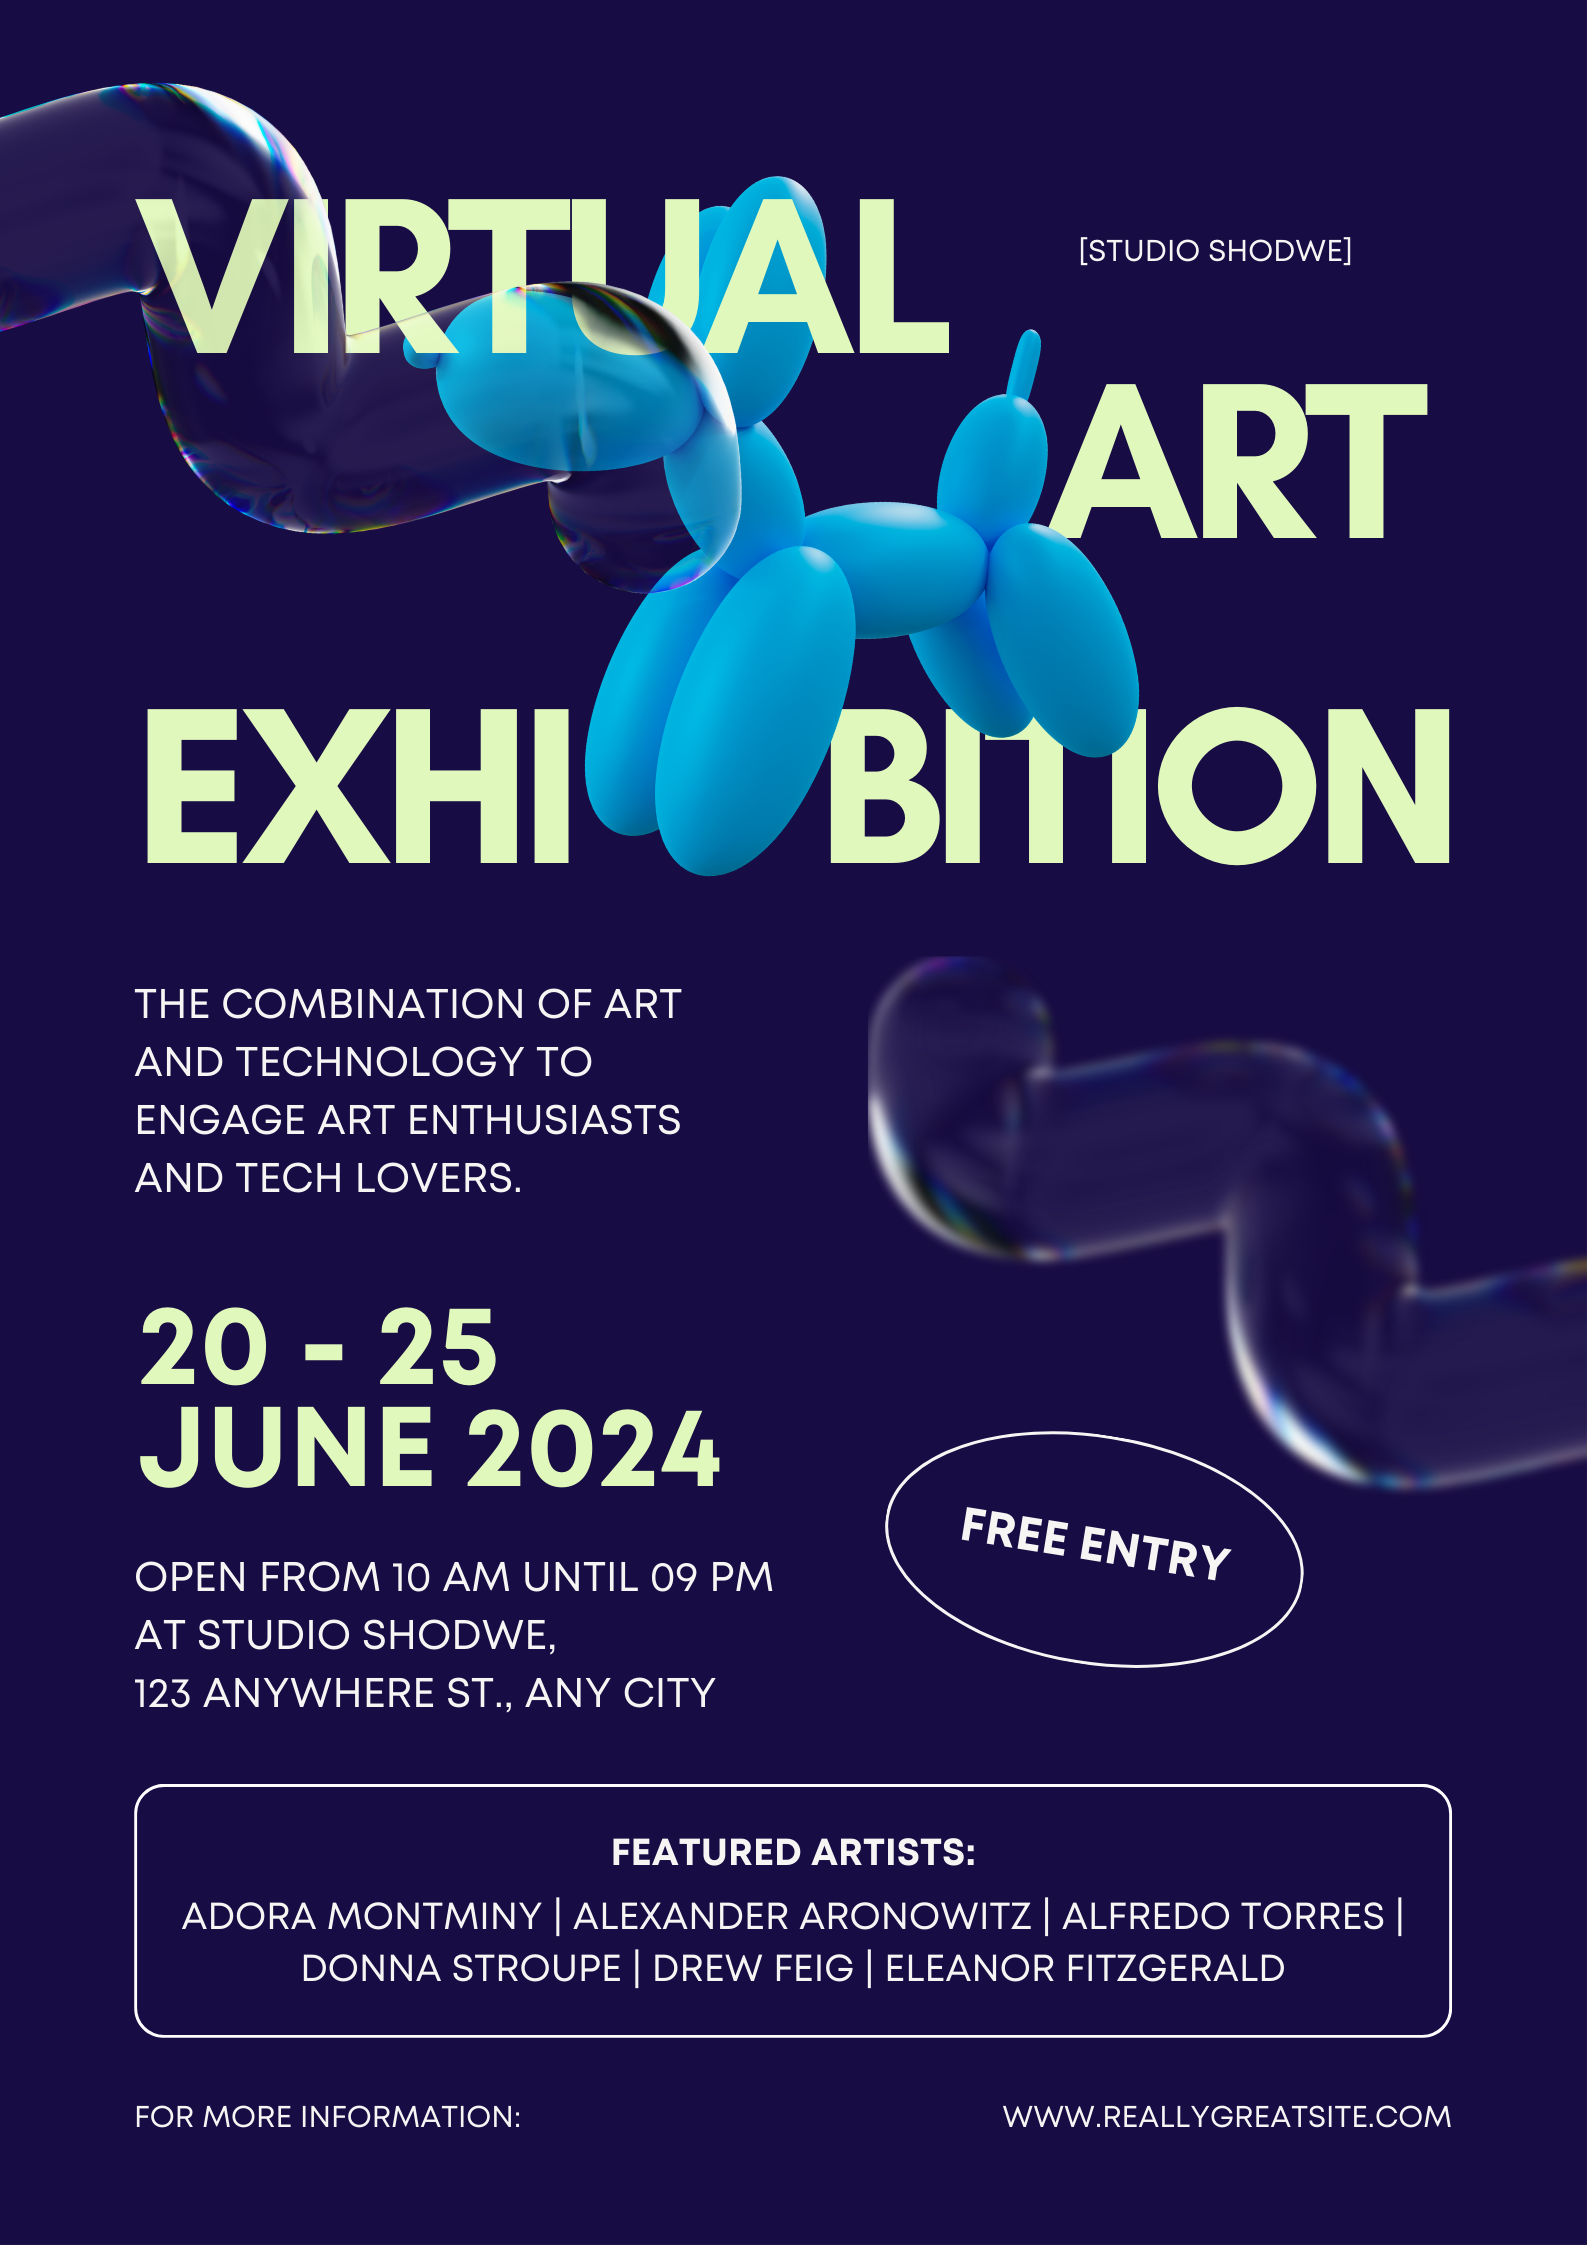 VIRTUAL
[STUDIO SHODWE]
ART
EXHIBITION
THE COMBINATION OF ART
AND TECHNOLOGY TO
ENGAGE ART ENTHUSIASTS
AND TECH LOVERS.
20 - 25
JUNE 2024
OPEN FROM 10 AM UNTIL 09 PM
AT STUDIO SHODWE,
123 ANYWHERE ST., ANY CITY
FREE ENTRY
FEATURED ARTISTS:
ADORA MONTMINY | ALEXANDER ARONOWITZ | ALFREDO TORRES |
DONNA STROUPE | DREW FEIG | ELEANOR FITZGERALD
FOR MORE INFORMATION:
WWW.REALLYGREATSITE.COM